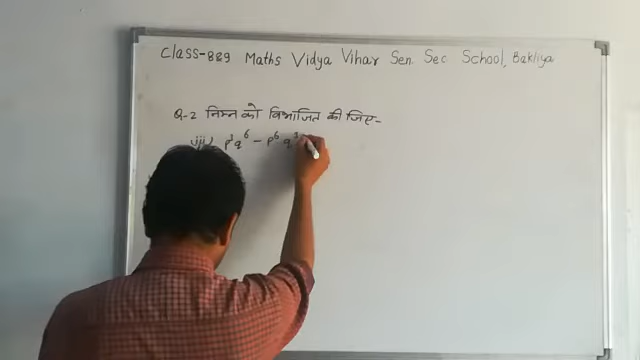 Class-8&9 Maths Vidya Vihar Sen. Sec School, Bakliya
Q-2 निम्न को विभाजित की जिए-
iii) p³q⁶ - p⁶q³